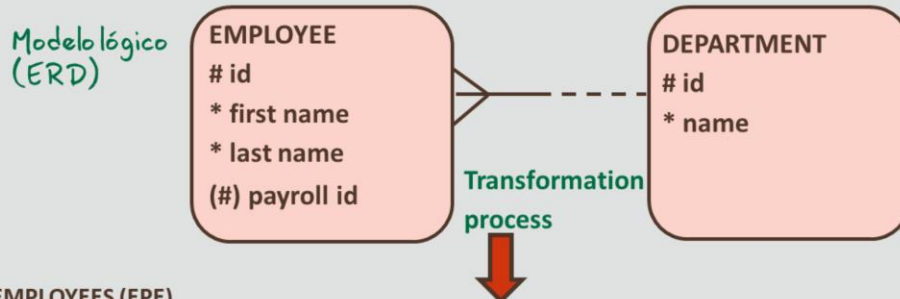 Modelo lógico
(ERD)
EMPLOYEE
# id
* first name
* last name
(#) payroll id
DEPARTMENT
# id
* name
Transformation
process
EMPLOYEES (EPE)